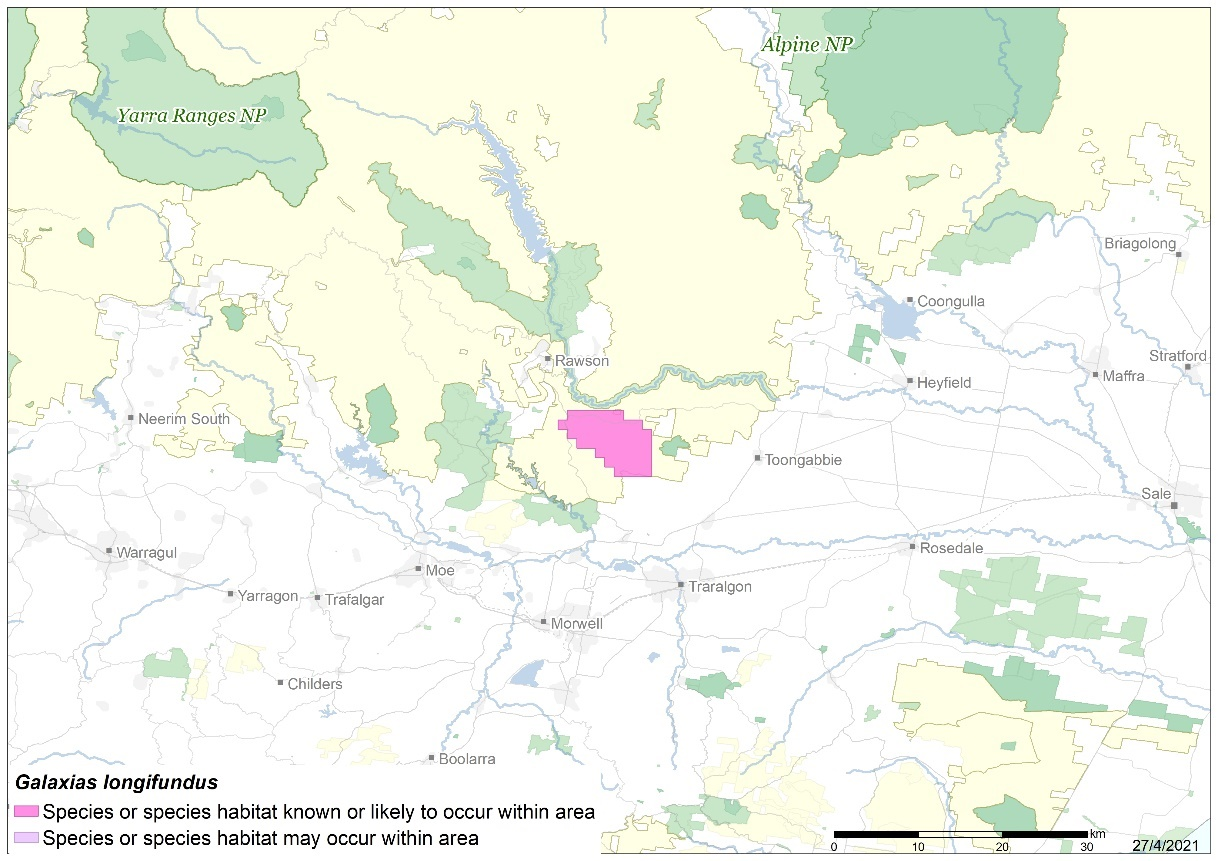 Alpine NP
Yarra Ranges NP
Briagolong
Coongulla
Stratford
Rawson
Maffra
Heyfield
Neerim South
Toongabbie
Sale
Warragul
Rosedale
Moe
Traralgon
Yarragon
Trafalgar
Morwell
Childers
Boolarra
Galaxias longifundus
Species or species habitat known or likely to occur within area
Species or species habitat may occur within area
km
0 10 20 30
27/4/2021